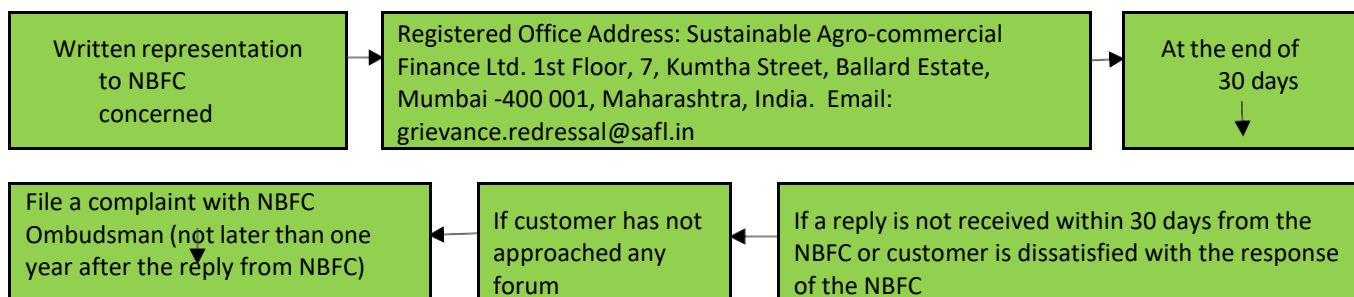 Written representation
to NBFC
concerned
Registered Office Address: Sustainable Agro-commercial
Finance Ltd. 1st Floor, 7, Kumtha Street, Ballard Estate,
Mumbai -400 001, Maharashtra, India. Email:
grievance.redressal@safl.in
At the end of
30 days
If a reply is not received within 30 days from the
NBFC or customer is dissatisfied with the response
of the NBFC
If customer has not
approached any
forum
File a complaint with NBFC
Ombudsman (not later than one
year after the reply from NBFC)